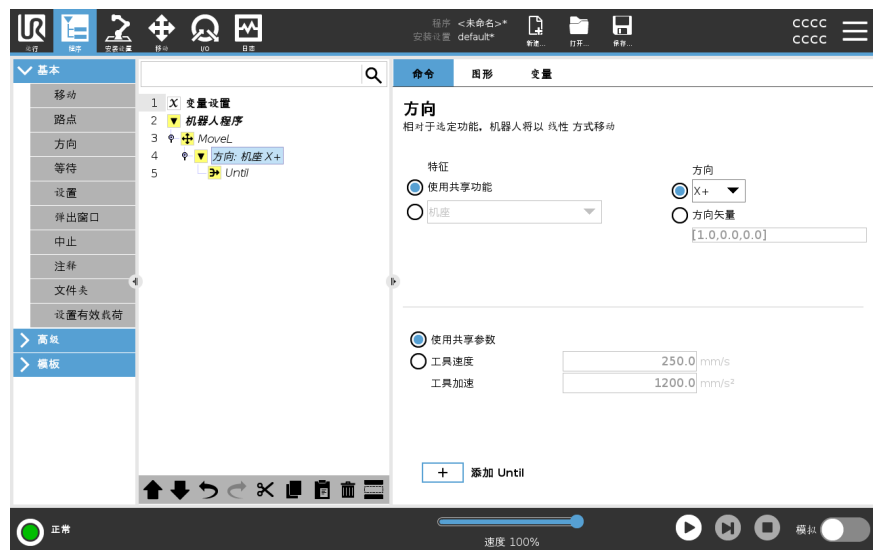 UR
运行 程序 安装设置 移动 I/O 日志
程序 <未命名>*
安装设置 default*
新建... 打开... 保存...
CCCC
CCCC
基本
移动
路点
方向
等待
设置
弹出窗口
中止
注释
文件夹
设置有效载荷
高级
模板
1 X 变量设置
2 机器人程序
3 MoveL
4 方向: 机座 X+
5 Until
命令 图形 变量
方向
相对于选定功能，机器人将以 线性 方式移动
特征
使用共享功能
机座
方向
X+
方向矢量
[1.0,0.0,0.0]
使用共享参数
工具速度 250.0 mm/s
工具加速 1200.0 mm/s²
+ 添加 Until
正常
速度 100%
模拟